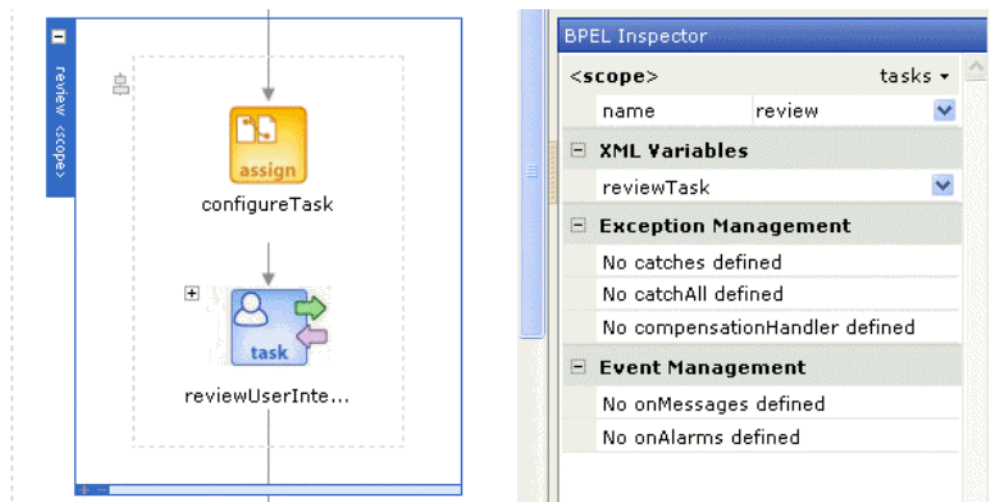 review <scope>
assign
configureTask
task
reviewUserInte...
BPEL Inspector
<scope> tasks
name review
XML Variables
reviewTask
Exception Management
No catches defined
No catchAll defined
No compensationHandler defined
Event Management
No onMessages defined
No onAlarms defined